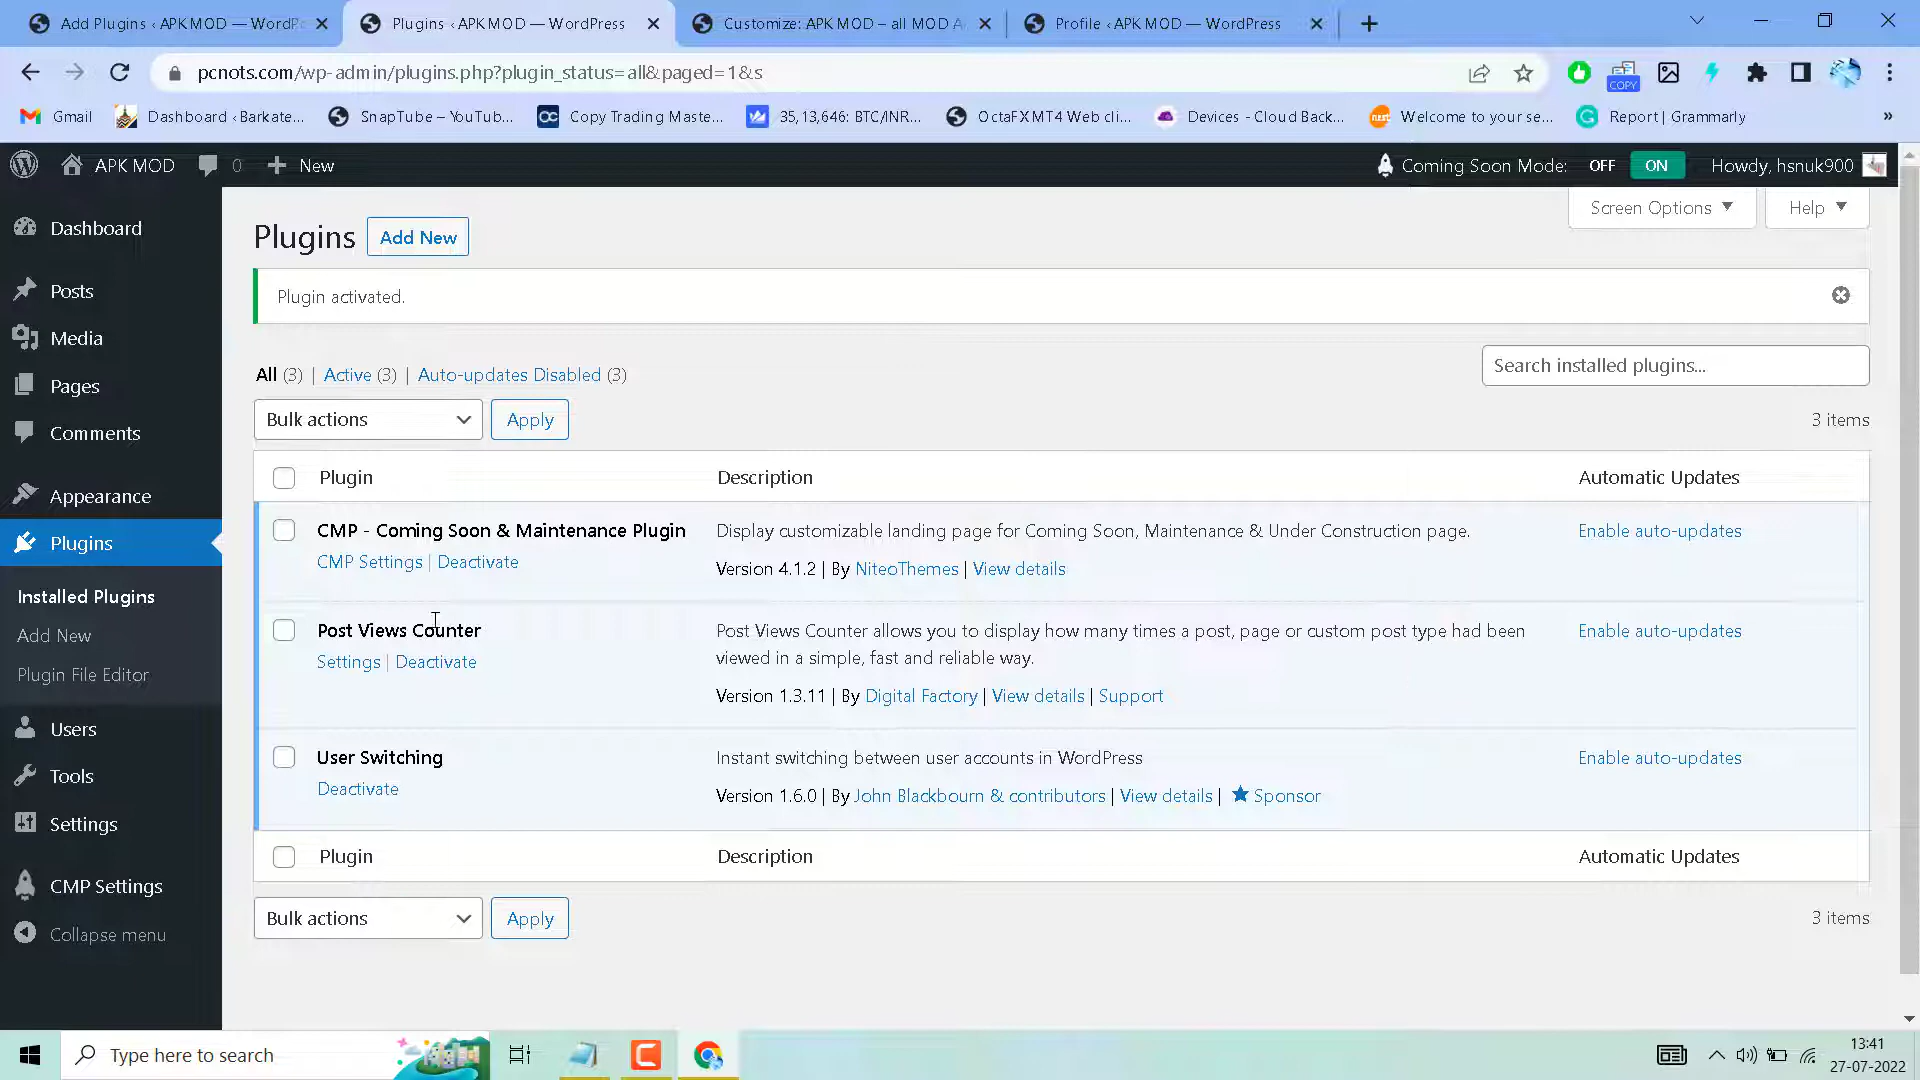 Add Plugins ‹ APK MOD — WordP
Plugins ‹ APK MOD — WordPress
Customize: APK MOD – all MOD A
Profile ‹ APK MOD — WordPress
pcnots.com/wp-admin/plugins.php?plugin_status=all&paged=1&s
COPY
Gmail
Dashboard ‹ Barkate...
SnapTube – YouTub...
CC
Copy Trading Maste...
35,13,646: BTC/INR...
OctaFX MT4 Web cli...
Devices - Cloud Back...
Welcome to your se...
Report | Grammarly
»
APK MOD
0
New
Coming Soon Mode: OFF ON
Howdy, hsnuk900
Dashboard
Posts
Media
Pages
Comments
Appearance
Plugins
Installed Plugins
Add New
Plugin File Editor
Users
Tools
Settings
CMP Settings
Collapse menu
Screen Options
Help
Plugins Add New
Plugin activated.
All (3) | Active (3) | Auto-updates Disabled (3)
Search installed plugins...
Bulk actions
Apply
3 items
Plugin Description Automatic Updates
CMP - Coming Soon & Maintenance Plugin
CMP Settings | Deactivate
Display customizable landing page for Coming Soon, Maintenance & Under Construction page.
Version 4.1.2 | By NiteoThemes | View details
Enable auto-updates
Post Views Counter
Settings | Deactivate
Post Views Counter allows you to display how many times a post, page or custom post type had been
viewed in a simple, fast and reliable way.
Version 1.3.11 | By Digital Factory | View details | Support
Enable auto-updates
User Switching
Deactivate
Instant switching between user accounts in WordPress
Version 1.6.0 | By John Blackbourn & contributors | View details | ★ Sponsor
Enable auto-updates
Plugin Description Automatic Updates
Bulk actions
Apply
3 items
Type here to search
13:41
27-07-2022